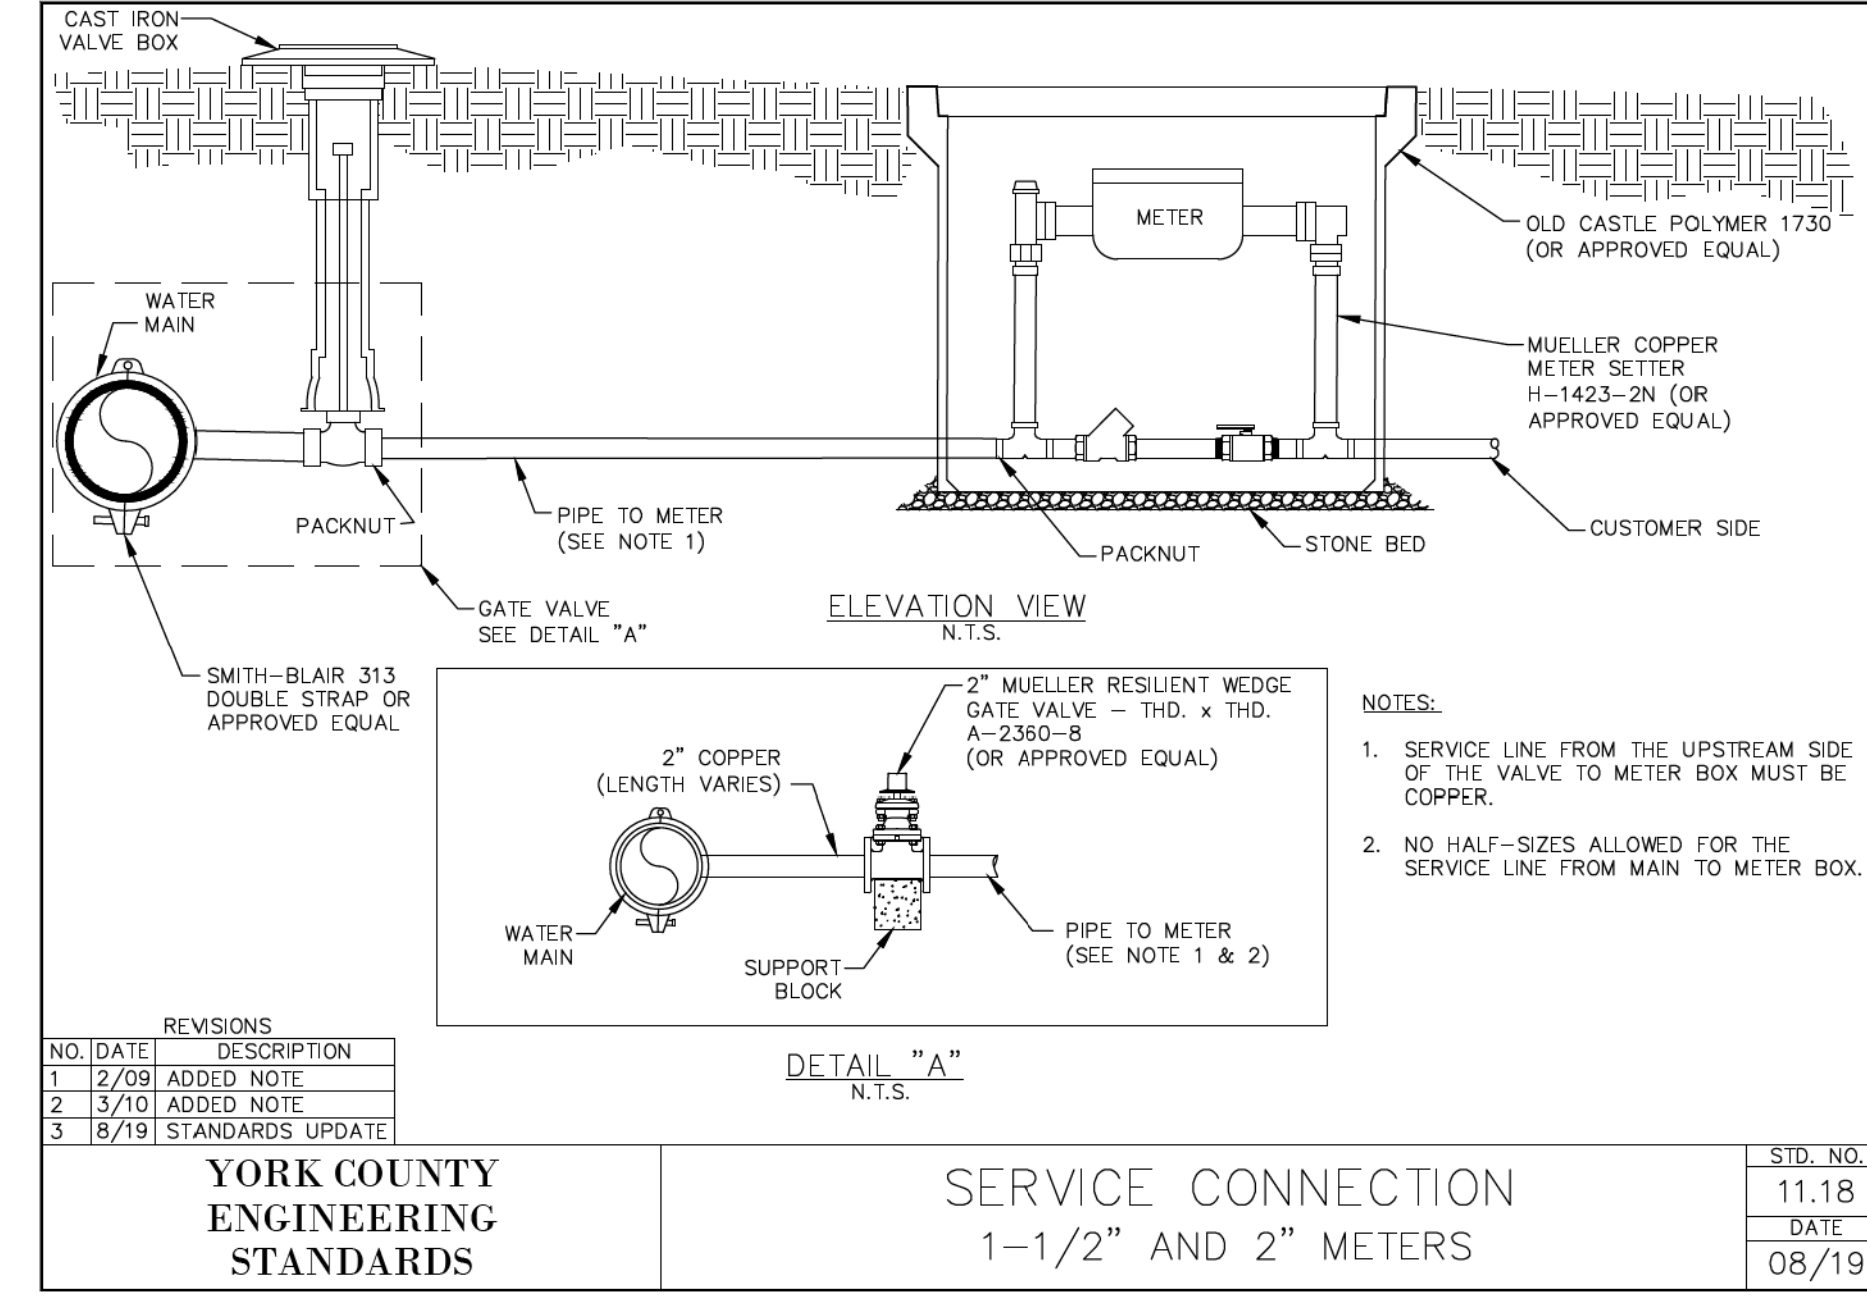 CAST IRON
VALVE BOX
METER
OLD CASTLE POLYMER 1730
(OR APPROVED EQUAL)
WATER
MAIN
MUELLER COPPER
METER SETTER
H-1423-2N (OR
APPROVED EQUAL)
PACKNUT
PIPE TO METER
(SEE NOTE 1)
PACKNUT
STONE BED
CUSTOMER SIDE
GATE VALVE
SEE DETAIL "A"
ELEVATION VIEW
N.T.S.
SMITH-BLAIR 313
DOUBLE STRAP OR
APPROVED EQUAL
2" MUELLER RESILIENT WEDGE
GATE VALVE - THD. x THD.
A-2360-8
(OR APPROVED EQUAL)
2" COPPER
(LENGTH VARIES)
WATER
MAIN
SUPPORT
BLOCK
PIPE TO METER
(SEE NOTE 1 & 2)
DETAIL "A"
N.T.S.
NOTES:
1. SERVICE LINE FROM THE UPSTREAM SIDE
OF THE VALVE TO METER BOX MUST BE
COPPER.
2. NO HALF-SIZES ALLOWED FOR THE
SERVICE LINE FROM MAIN TO METER BOX.
REVISIONS
NO. DATE DESCRIPTION
1 2/09 ADDED NOTE
2 3/10 ADDED NOTE
3 8/19 STANDARDS UPDATE
YORK COUNTY
ENGINEERING
STANDARDS
SERVICE CONNECTION
1-1/2" AND 2" METERS
STD. NO.
11.18
DATE
08/19